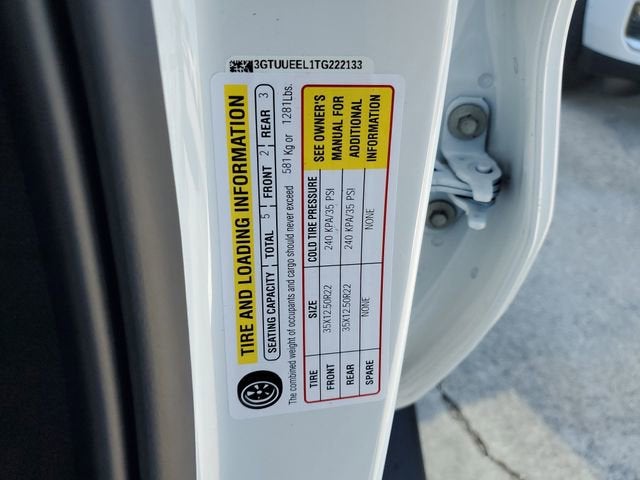 3GTUUEEL1TG222133
TIRE AND LOADING INFORMATION
SEATING CAPACITY TOTAL 5 FRONT 2 REAR 3
The combined weight of occupants and cargo should never exceed 581 Kg or 1281Lbs.
TIRE SIZE COLD TIRE PRESSURE SEE OWNER'S
FRONT 35X12.50R22 240 KPA/35 PSI MANUAL FOR
REAR 35X12.50R22 240 KPA/35 PSI ADDITIONAL
SPARE NONE NONE INFORMATION